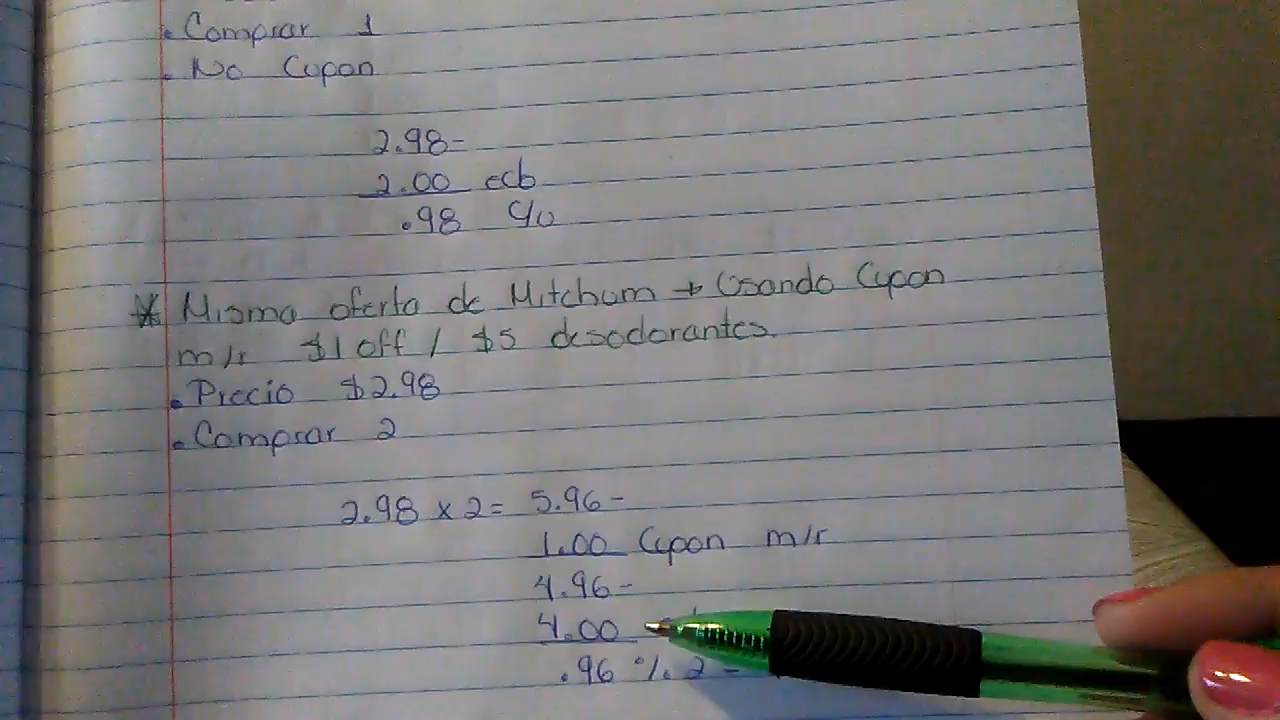 . Comprar 1
. No Cupon
2.98-
2.00 ecb
.98 c/u
* Misma oferta de Mitchum + Usando Cupon
m/r $1 off / $5 desodorantes
. Precio $2.98
. Comprar 2
2.98 x 2 = 5.96-
1.00 Cupon m/r
4.96-
4.00
.96 % 2 =